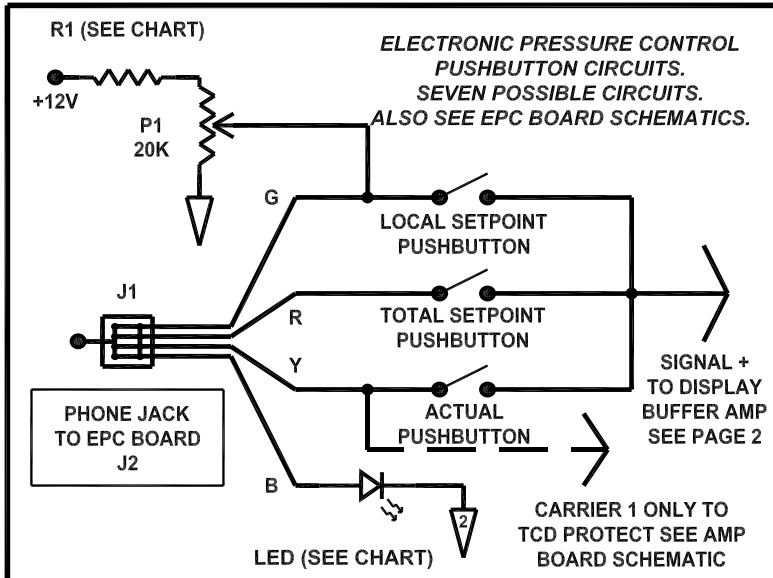 R1 (SEE CHART)
ELECTRONIC PRESSURE CONTROL
PUSHBUTTON CIRCUITS.
SEVEN POSSIBLE CIRCUITS.
ALSO SEE EPC BOARD SCHEMATICS.
+12V
P1
20K
G
LOCAL SETPOINT
PUSHBUTTON
J1
R
TOTAL SETPOINT
PUSHBUTTON
Y
ACTUAL
PUSHBUTTON
SIGNAL +
TO DISPLAY
BUFFER AMP
SEE PAGE 2
PHONE JACK
TO EPC BOARD
J2
B
2
LED (SEE CHART)
CARRIER 1 ONLY TO
TCD PROTECT SEE AMP
BOARD SCHEMATIC